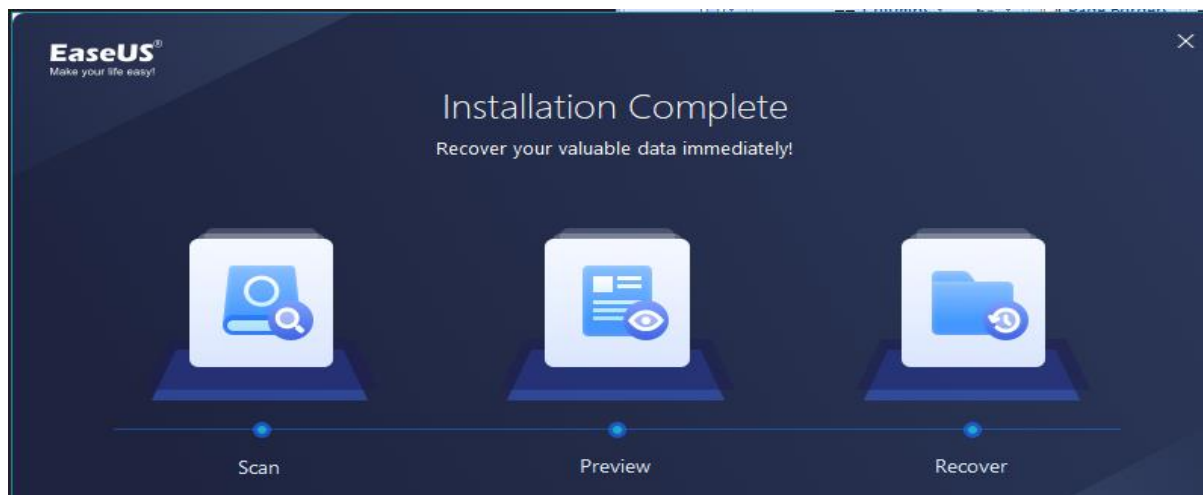 EaseUS®
Make your life easy!
Installation Complete
Recover your valuable data immediately!
Scan
Preview
Recover